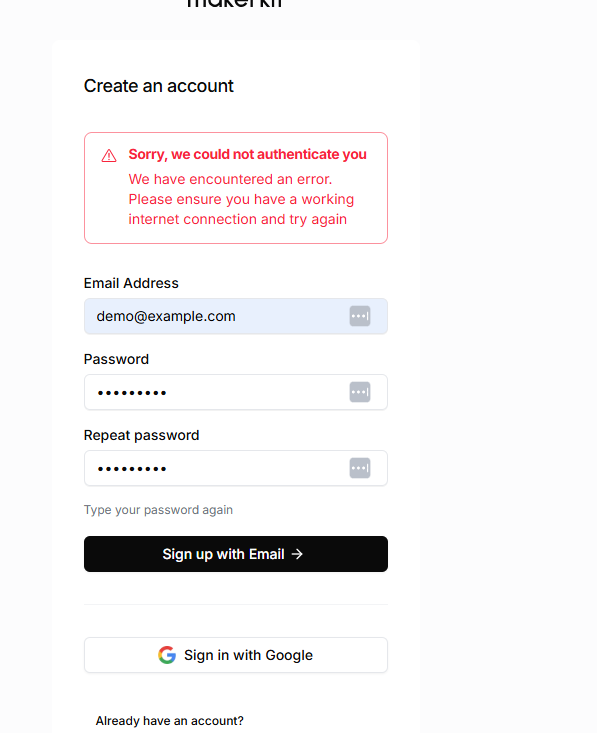 makerkit
Create an account
Sorry, we could not authenticate you
We have encountered an error.
Please ensure you have a working
internet connection and try again
Email Address
demo@example.com
Password
•••••••••
Repeat password
•••••••••
Type your password again
Sign up with Email →
Sign in with Google
Already have an account?